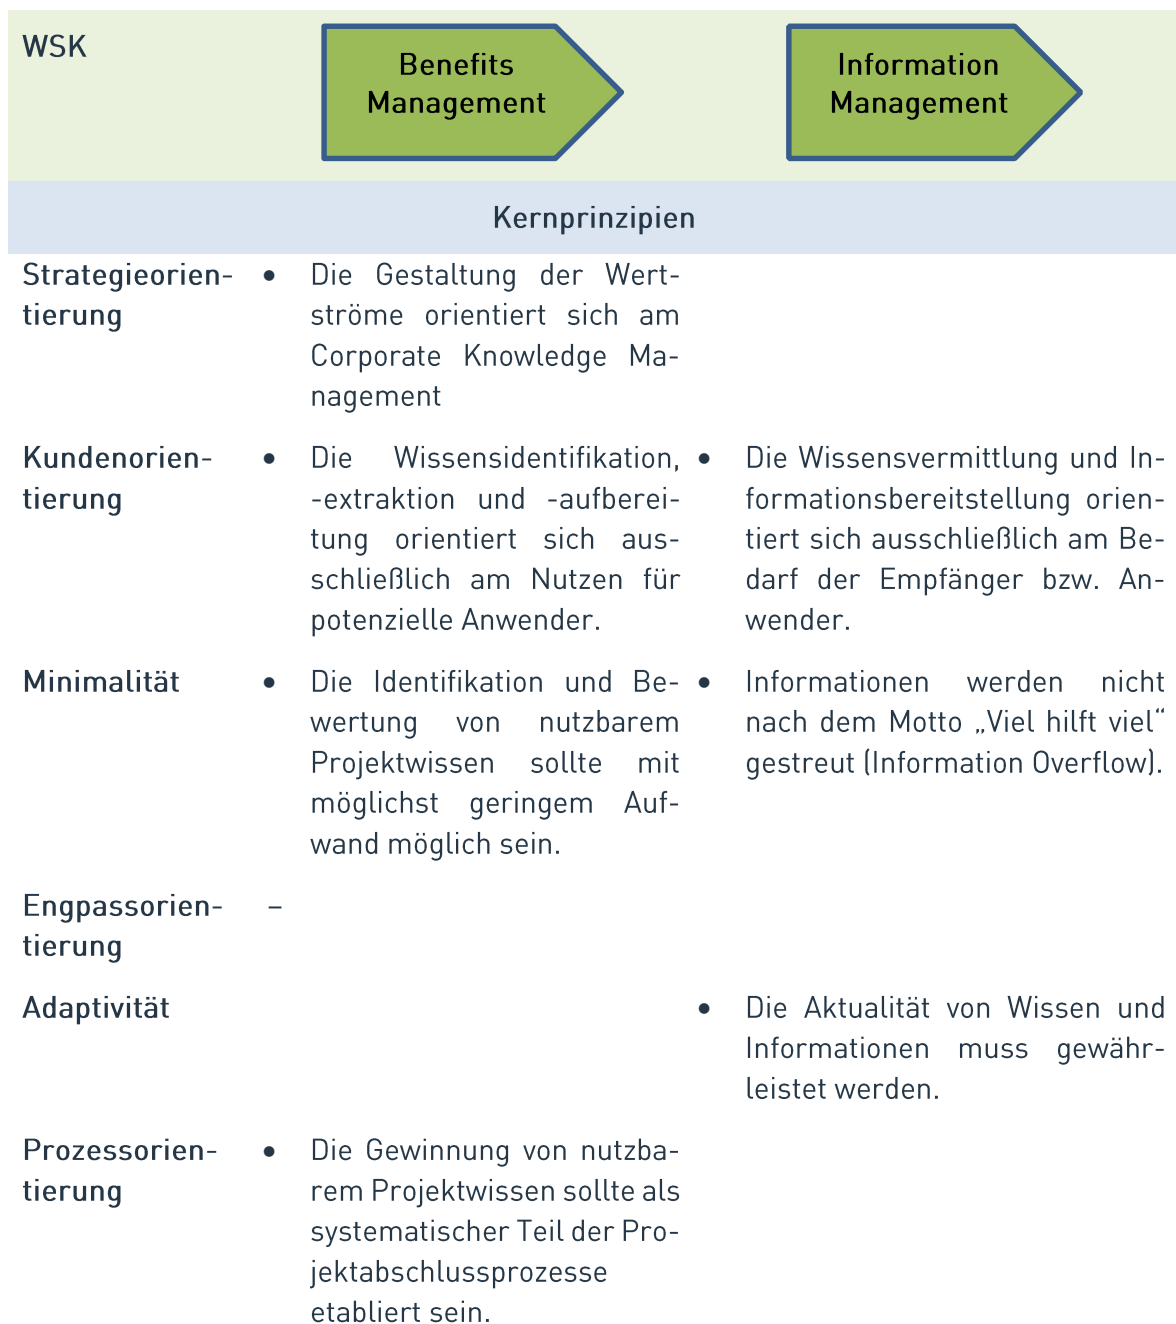 WSK
Benefits
Management
Information
Management
Kernprinzipien
Strategieorien-
tierung
• Die Gestaltung der Wert-
ströme orientiert sich am
Corporate Knowledge Ma-
nagement
Kundenorien-
tierung
• Die Wissensidentifikation,
-extraktion und -aufberei-
tung orientiert sich aus-
schließlich am Nutzen für
potenzielle Anwender.
• Die Wissensvermittlung und In-
formationsbereitstellung orien-
tiert sich ausschließlich am Be-
darf der Empfänger bzw. An-
wender.
Minimalität
• Die Identifikation und Be-
wertung von nutzbarem
Projektwissen sollte mit
möglichst geringem Auf-
wand möglich sein.
• Informationen werden nicht
nach dem Motto „Viel hilft viel“
gestreut (Information Overflow).
Engpassorien-
tierung
–
Adaptivität
• Die Aktualität von Wissen und
Informationen muss gewähr-
leistet werden.
Prozessorien-
tierung
• Die Gewinnung von nutzba-
rem Projektwissen sollte als
systematischer Teil der Pro-
jektabschlussprozesse
etabliert sein.